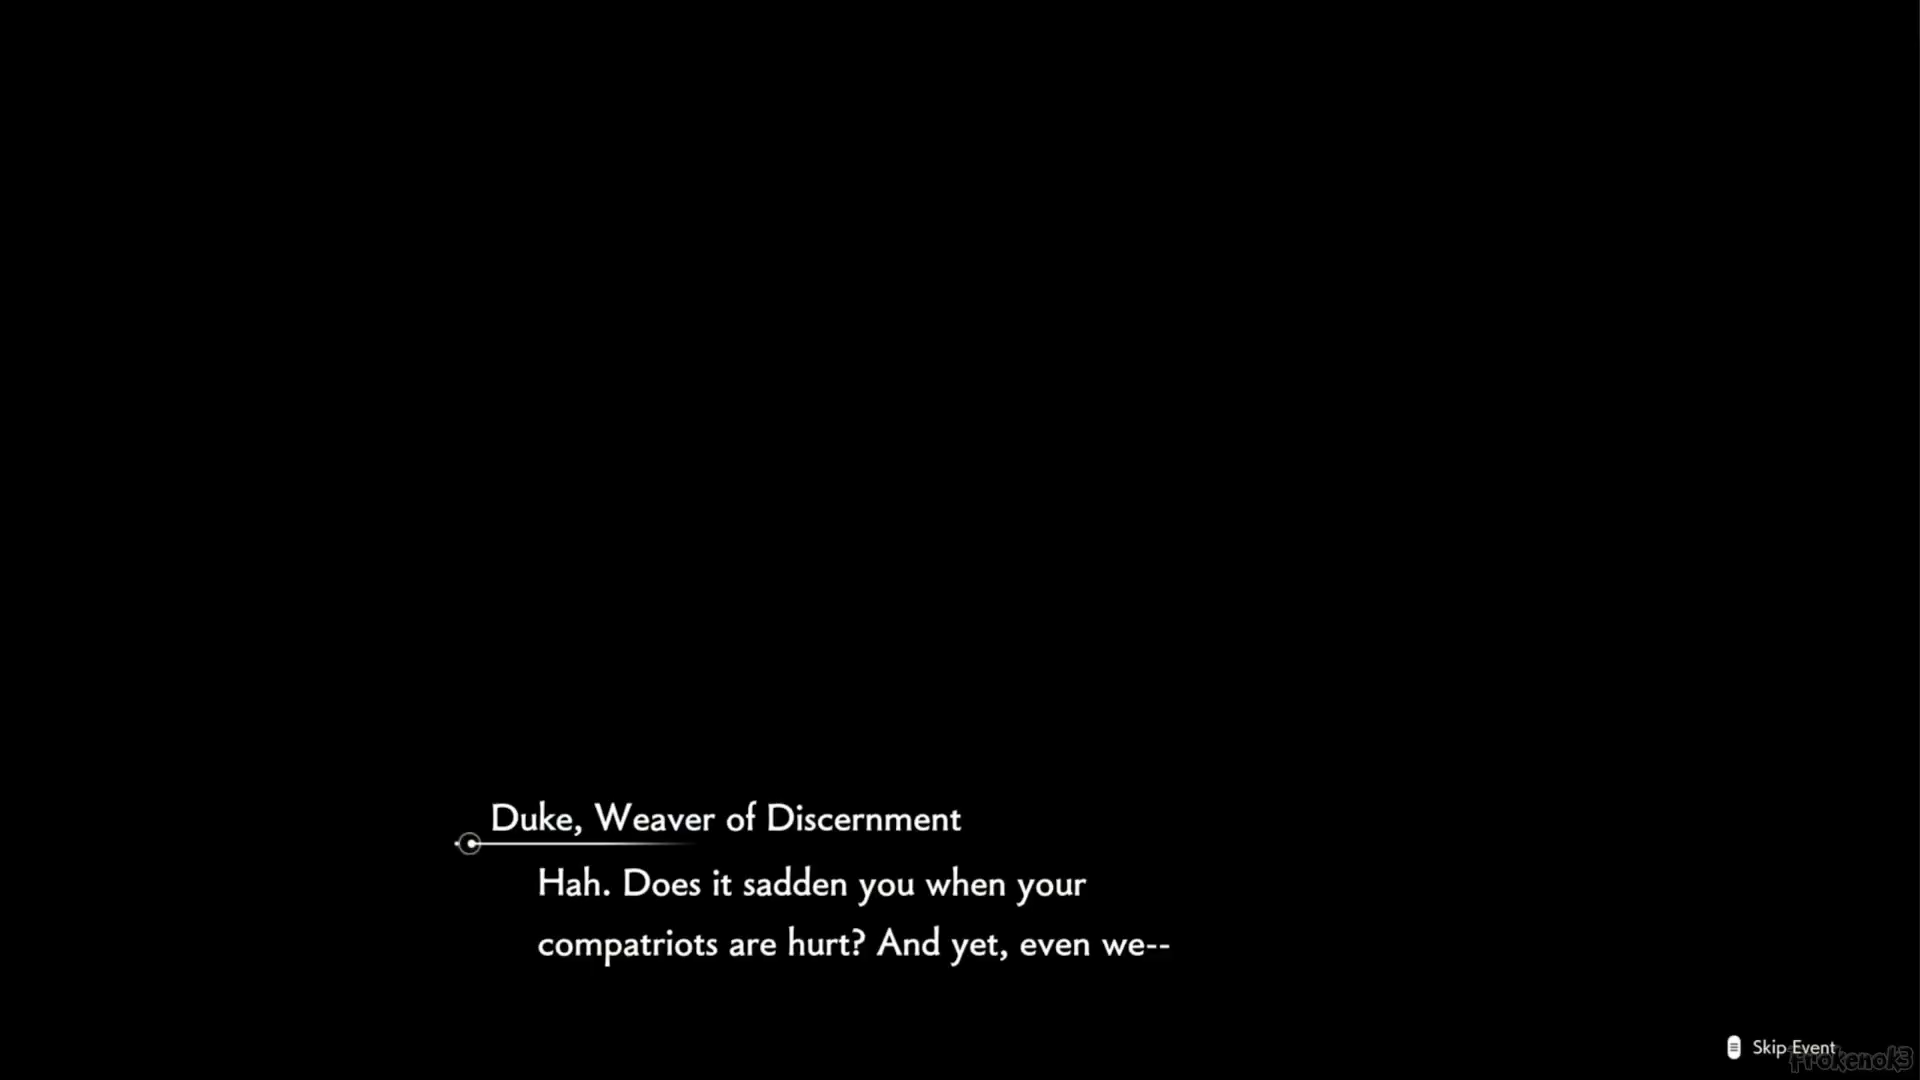 Duke, Weaver of Discernment
Hah. Does it sadden you when your
compatriots are hurt? And yet, even we--
Skip Event
Frokenok3